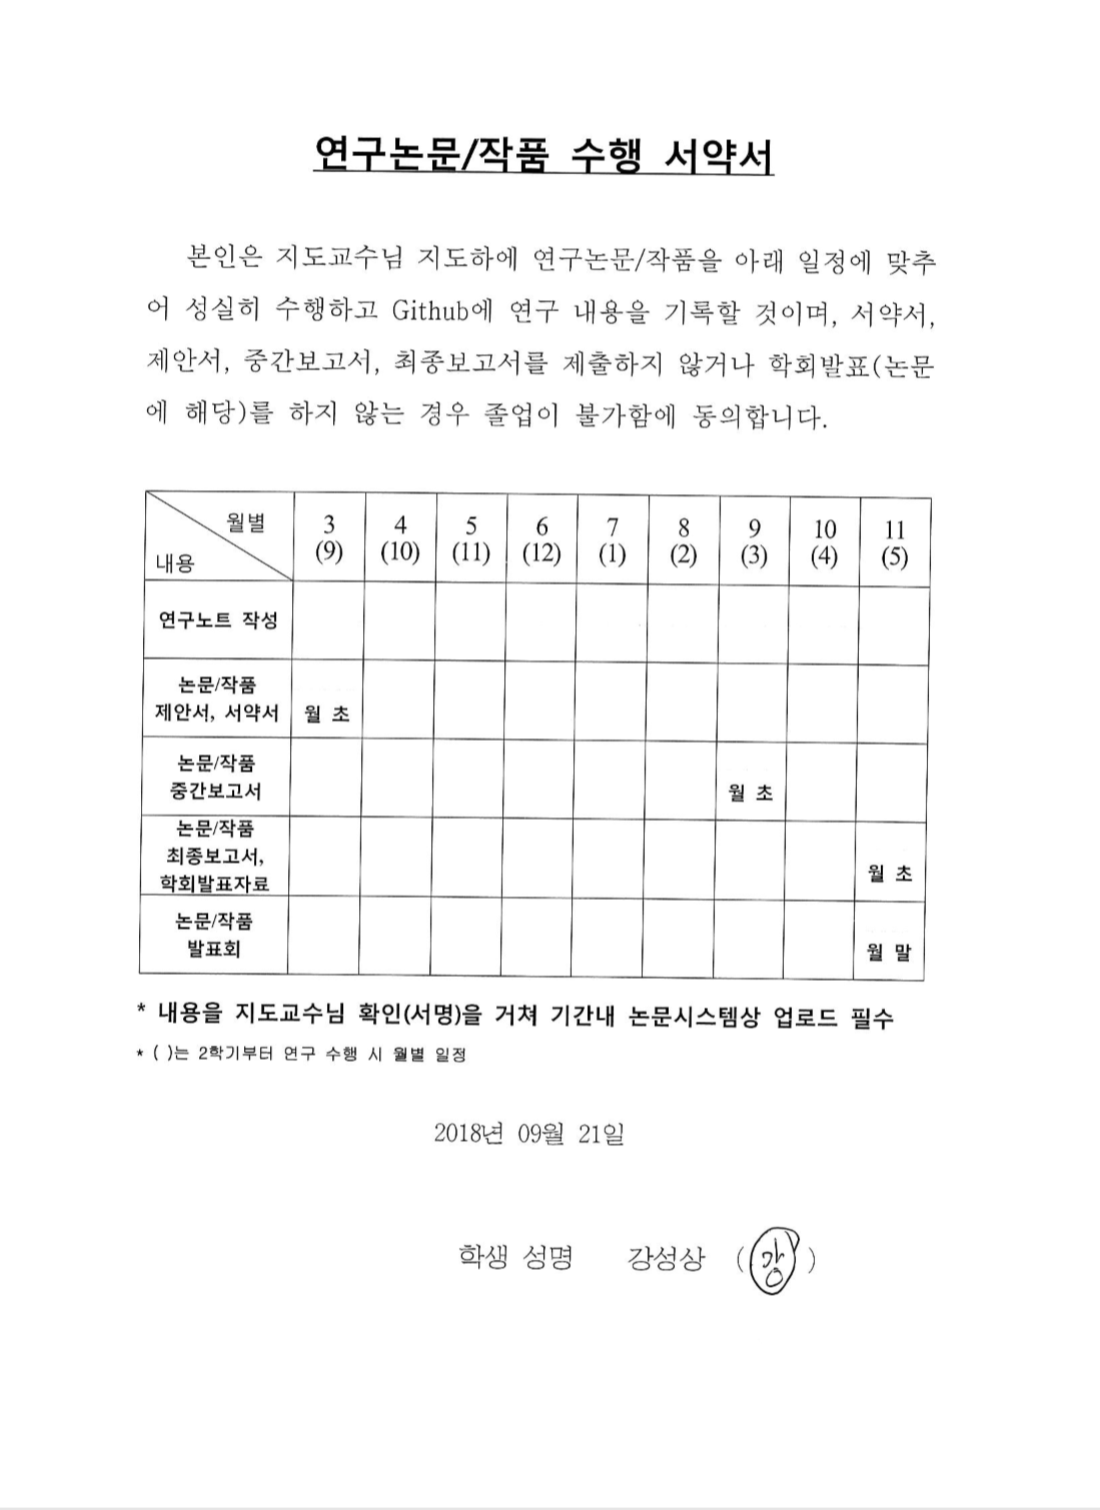 연구논문/작품 수행 서약서
본인은 지도교수님 지도하에 연구논문/작품을 아래 일정에 맞추
어 성실히 수행하고 Github에 연구 내용을 기록할 것이며, 서약서,
제안서, 중간보고서, 최종보고서를 제출하지 않거나 학회발표(논문
에 해당)를 하지 않는 경우 졸업이 불가함에 동의합니다.
월별
내용
3 4 5 6 7 8 9 10 11
(9) (10) (11) (12) (1) (2) (3) (4) (5)
연구노트 작성
논문/작품
제안서, 서약서 월 초
논문/작품
중간보고서 월 초
논문/작품
최종보고서,
학회발표자료 월 초
논문/작품
발표회 월 말
* 내용을 지도교수님 확인(서명)을 거쳐 기간내 논문시스템상 업로드 필수
* ( )는 2학기부터 연구 수행 시 월별 일정
2018년 09월 21일
학생 성명 강성상 (강)